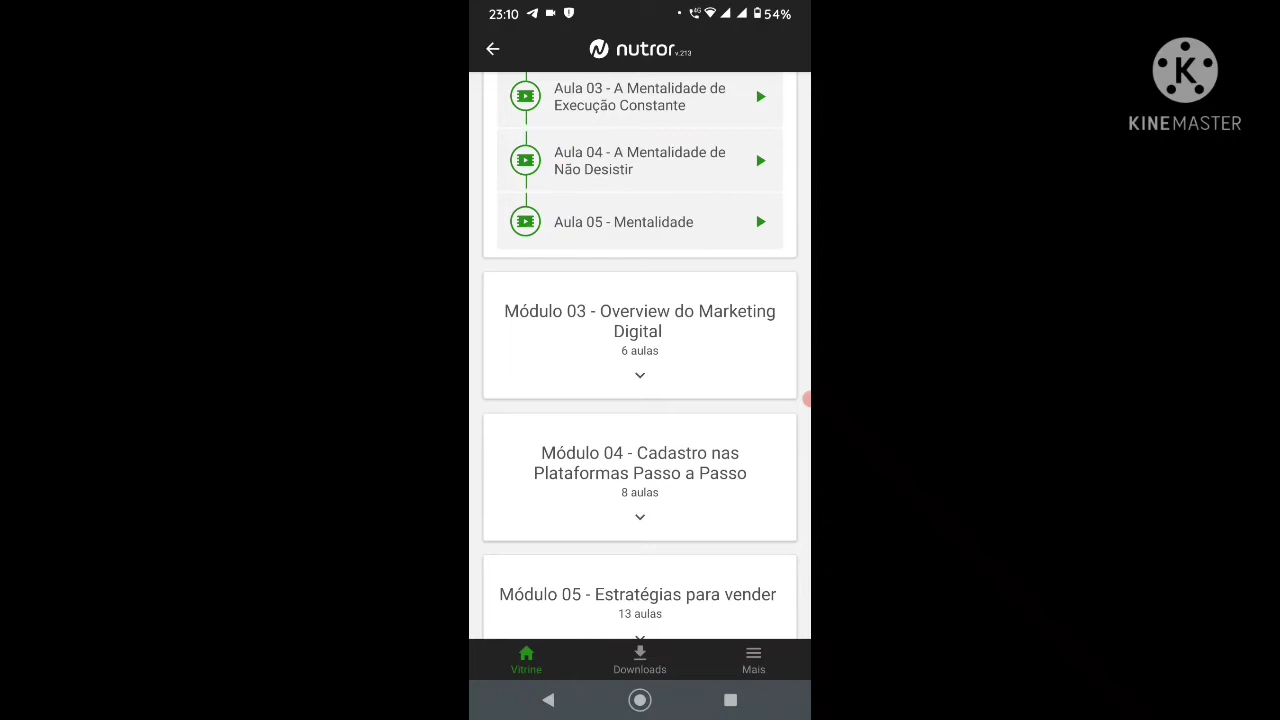 23:10
4G
54%
nutror v.213
K
KINEMASTER
Aula 03 - A Mentalidade de
Execução Constante
Aula 04 - A Mentalidade de
Não Desistir
Aula 05 - Mentalidade
Módulo 03 - Overview do Marketing
Digital
6 aulas
Módulo 04 - Cadastro nas
Plataformas Passo a Passo
8 aulas
Módulo 05 - Estratégias para vender
13 aulas
Vitrine
Downloads
Mais